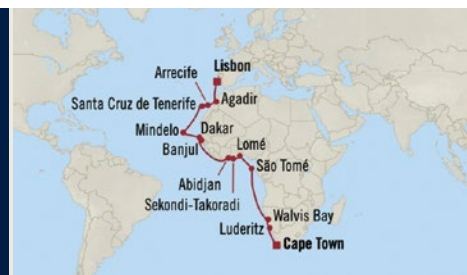 Lisbon
Arrecife
Agadir
Santa Cruz de Tenerife
Mindelo
Dakar
Banjul
Lomé
São Tomé
Abidjan
Sekondi-Takoradi
Walvis Bay
Luderitz
Cape Town